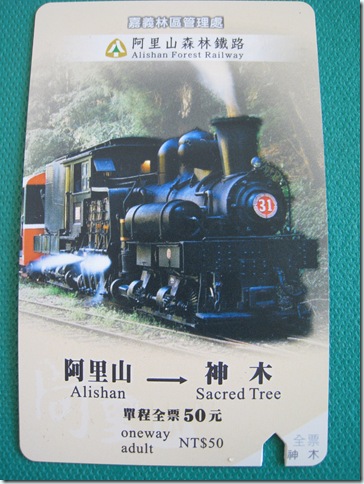 嘉義林區管理處
阿里山森林鐵路
Alishan Forest Railway
31
阿里山 → 神木
Alishan Sacred Tree
單程全票50元
oneway
adult NT$50
全票
神木